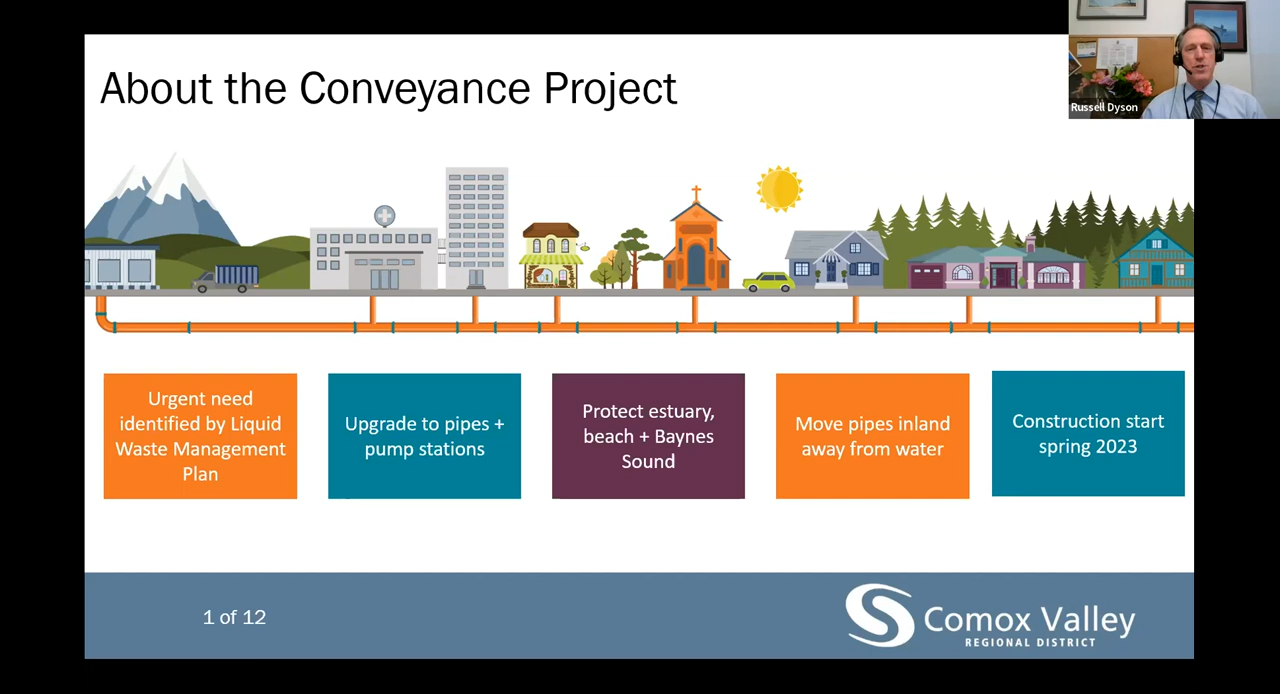 About the Conveyance Project
Russell Dyson
Urgent need
identified by Liquid
Waste Management
Plan
Upgrade to pipes +
pump stations
Protect estuary,
beach + Baynes
Sound
Move pipes inland
away from water
Construction start
spring 2023
1 of 12
Comox Valley
REGIONAL DISTRICT